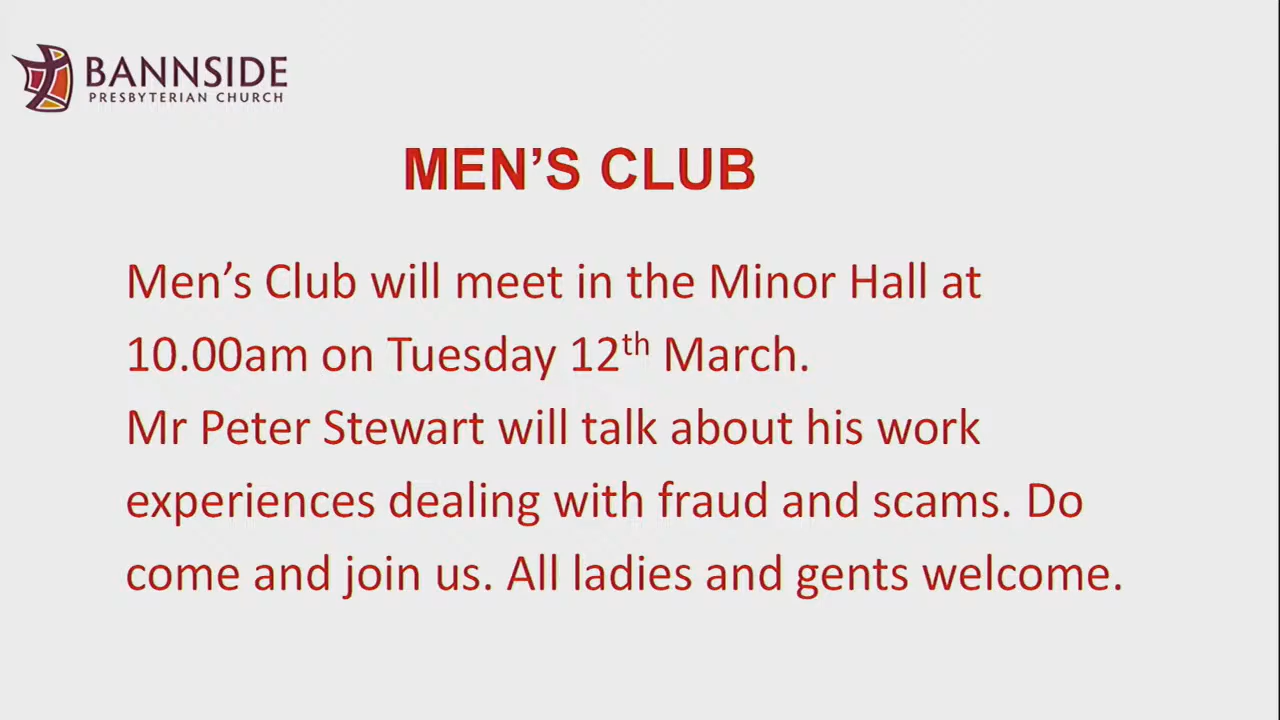 BANNSIDE
PRESBYTERIAN CHURCH
MEN’S CLUB
Men’s Club will meet in the Minor Hall at
10.00am on Tuesday 12th March.
Mr Peter Stewart will talk about his work
experiences dealing with fraud and scams. Do
come and join us. All ladies and gents welcome.